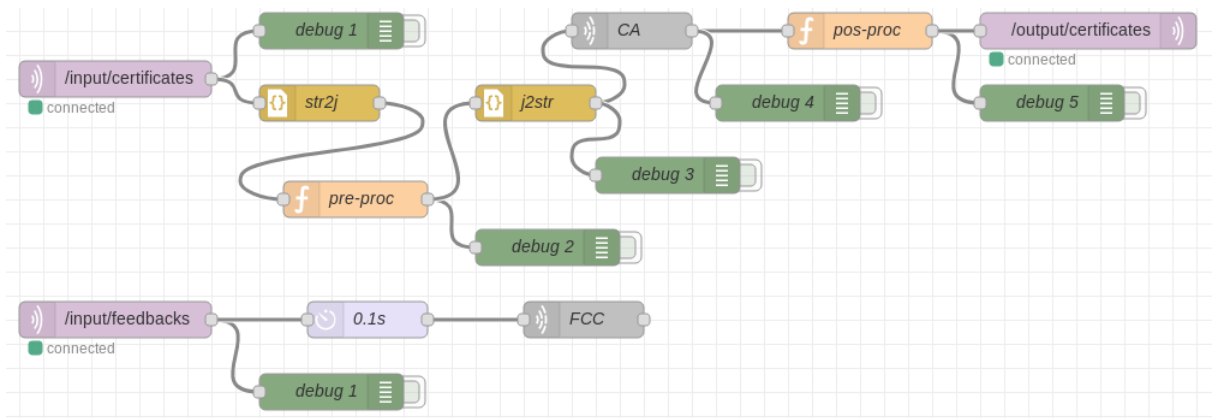 debug 1
CA
pos-proc
/output/certificates
connected
/input/certificates
connected
str2j
j2str
debug 4
debug 5
debug 3
pre-proc
debug 2
/input/feedbacks
connected
0.1s
FCC
debug 1